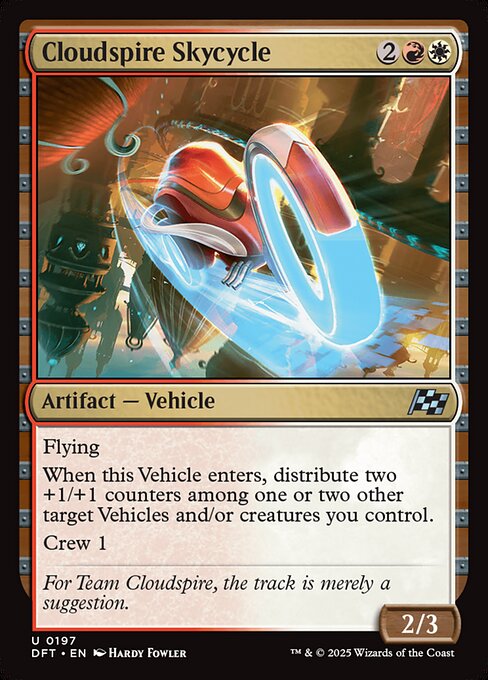 Cloudspire Skycycle 2
Artifact — Vehicle
Flying
When this Vehicle enters, distribute two
+1/+1 counters among one or two other
target Vehicles and/or creatures you control.
Crew 1
For Team Cloudspire, the track is merely a
suggestion.
2/3
U 0197
DFT • EN HARDY FOWLER ™ & © 2025 Wizards of the Coast